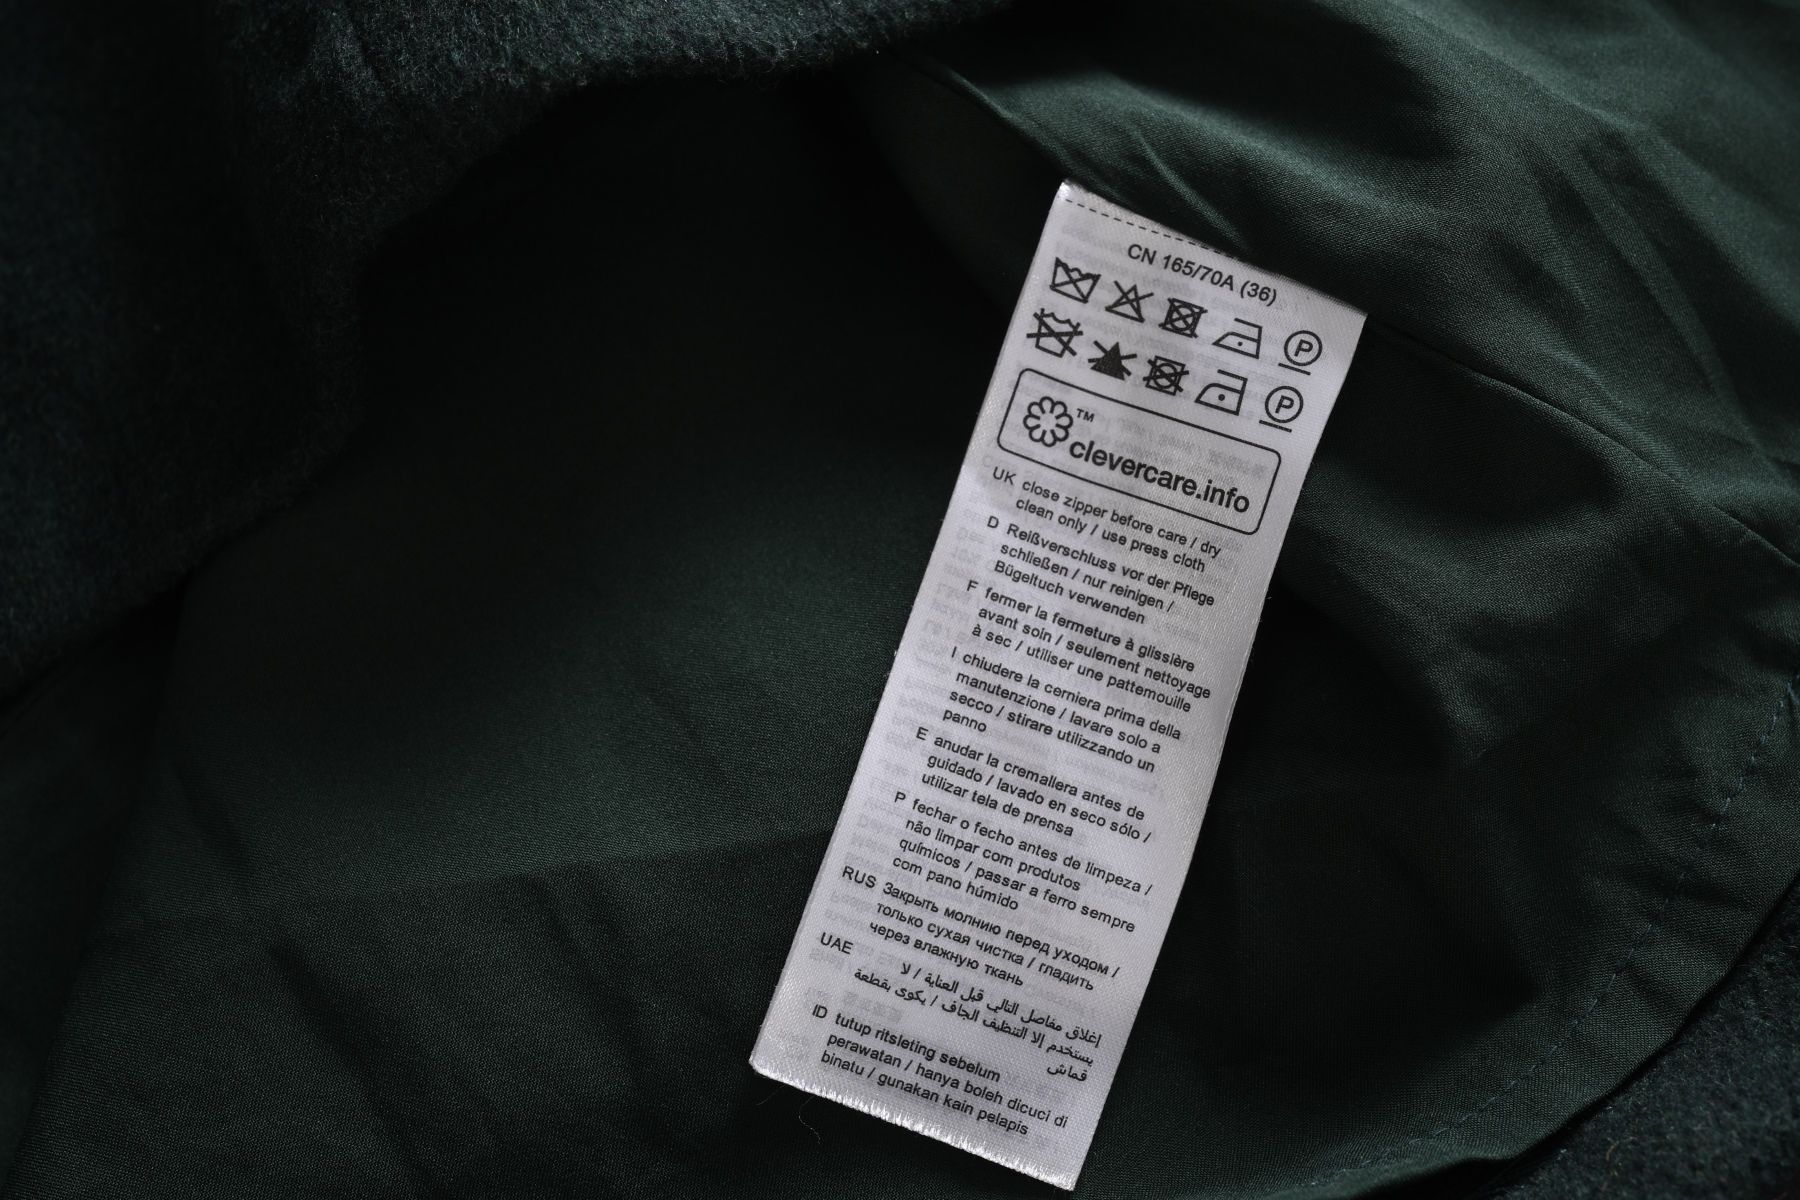 CN 165/70A (36)
P
P
™
clevercare.info
UK close zipper before care / dry
clean only / use press cloth
D Reißverschluss vor der Pflege
schließen / nur reinigen /
Bügeltuch verwenden
F fermer la fermeture à glissière
avant soin / seulement nettoyage
à sec / utiliser une pattemouille
I chiudere la cerniera prima della
manutenzione / lavare solo a
secco / stirare utilizzando un
panno
E anudar la cremallera antes de
guidado / lavado en seco sólo /
utilizar tela de prensa
P fechar o fecho antes de limpeza /
não limpar com produtos
químicos / passar a ferro sempre
com pano húmido
RUS Закрыть молнию перед уходом /
только сухая чистка / гладить
через влажную ткань
UAE
إغلاق مفاصل التالي قبل العناية / لا
يستخدم إلا التنظيف الجاف / يكوى بقطعة
قماش
ID tutup ritsleting sebelum
perawatan / hanya boleh dicuci di
binatu / gunakan kain pelapis